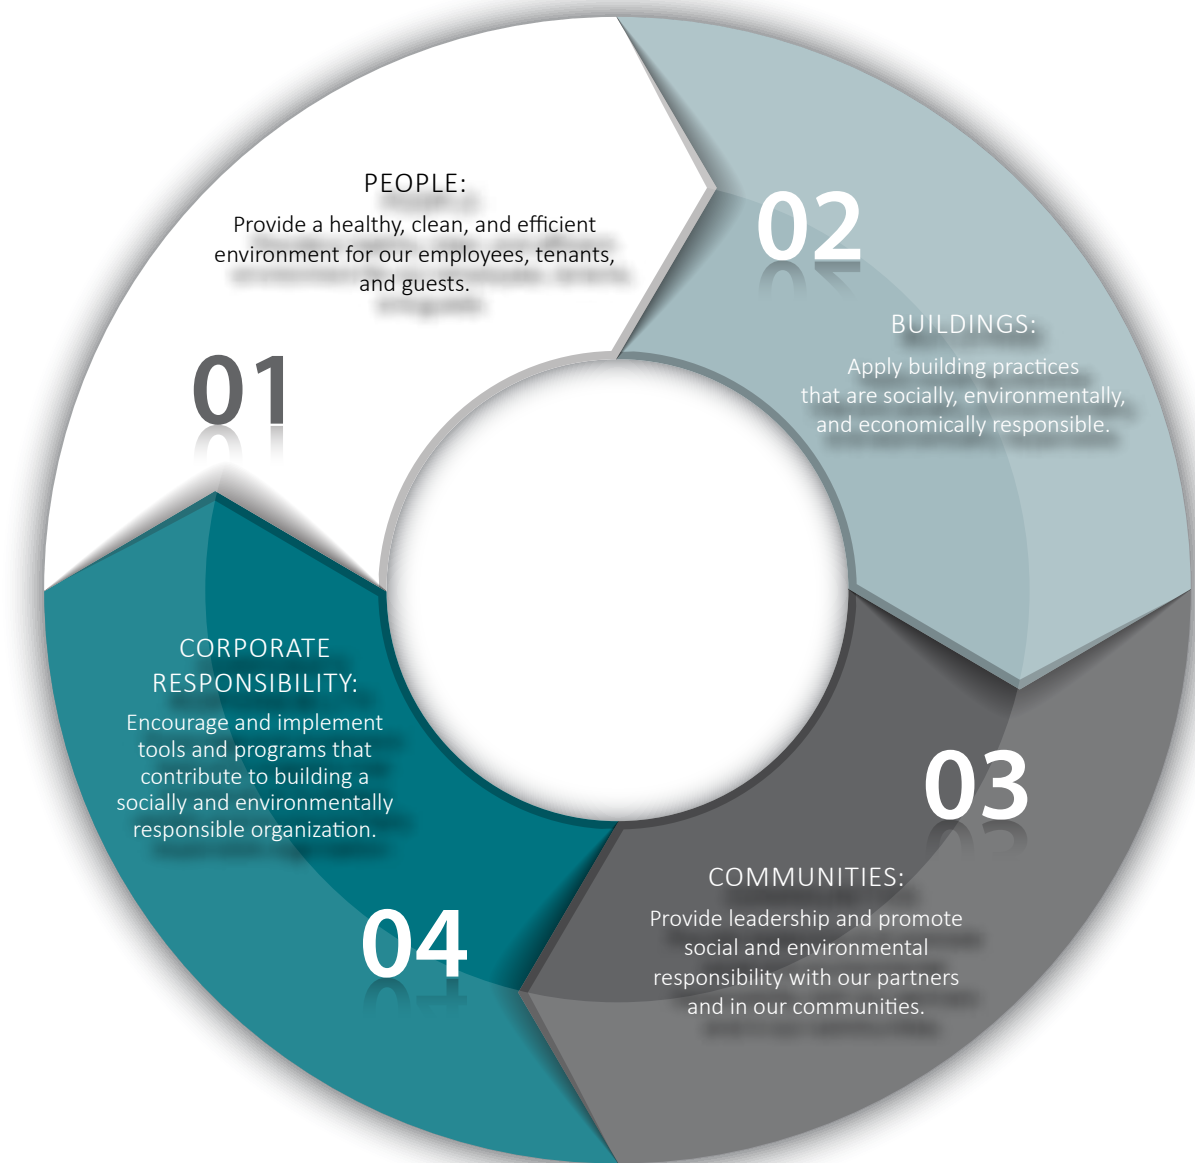 PEOPLE:
Provide a healthy, clean, and efficient
environment for our employees, tenants,
and guests.
01
02
BUILDINGS:
Apply building practices
that are socially, environmentally,
and economically responsible.
03
COMMUNITIES:
Provide leadership and promote
social and environmental
responsibility with our partners
and in our communities.
CORPORATE
RESPONSIBILITY:
Encourage and implement
tools and programs that
contribute to building a
socially and environmentally
responsible organization.
04